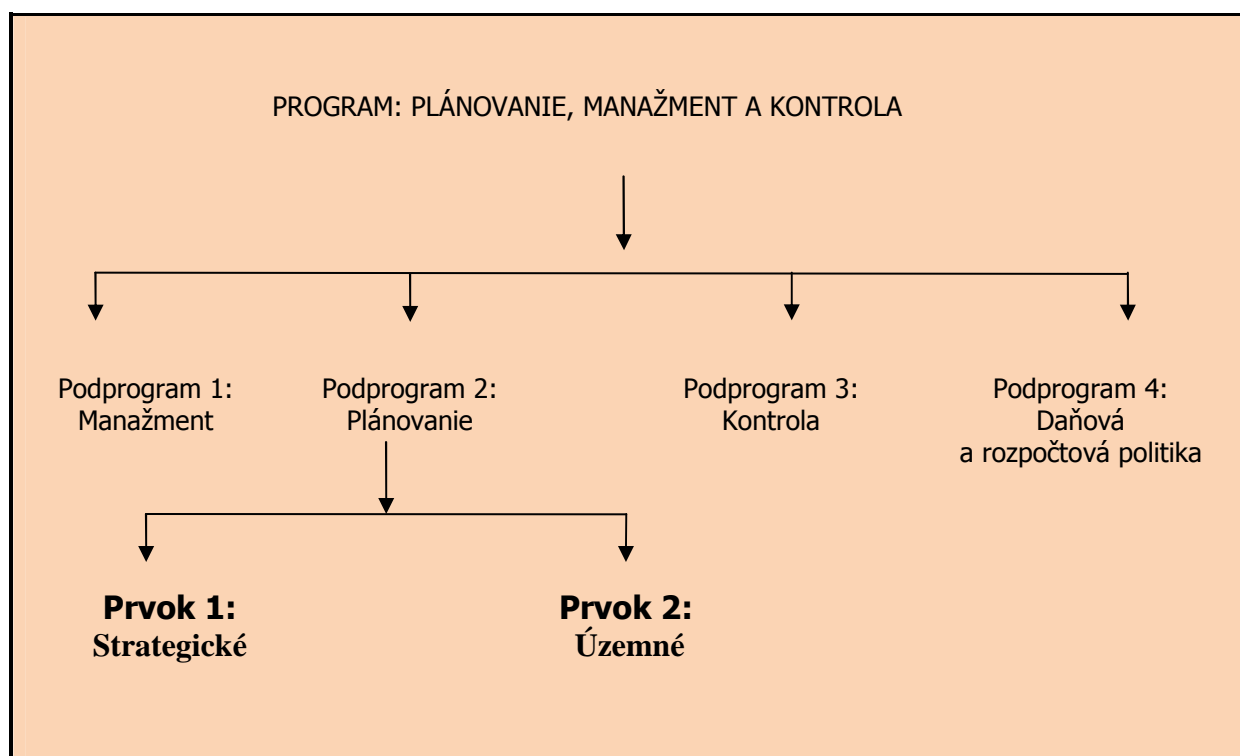 PROGRAM: PLÁNOVANIE, MANAŽMENT A KONTROLA
Podprogram 1:
Manažment
Podprogram 2:
Plánovanie
Podprogram 3:
Kontrola
Podprogram 4:
Daňová
a rozpočtová politika
Prvok 1:
Strategické
Prvok 2:
Územné